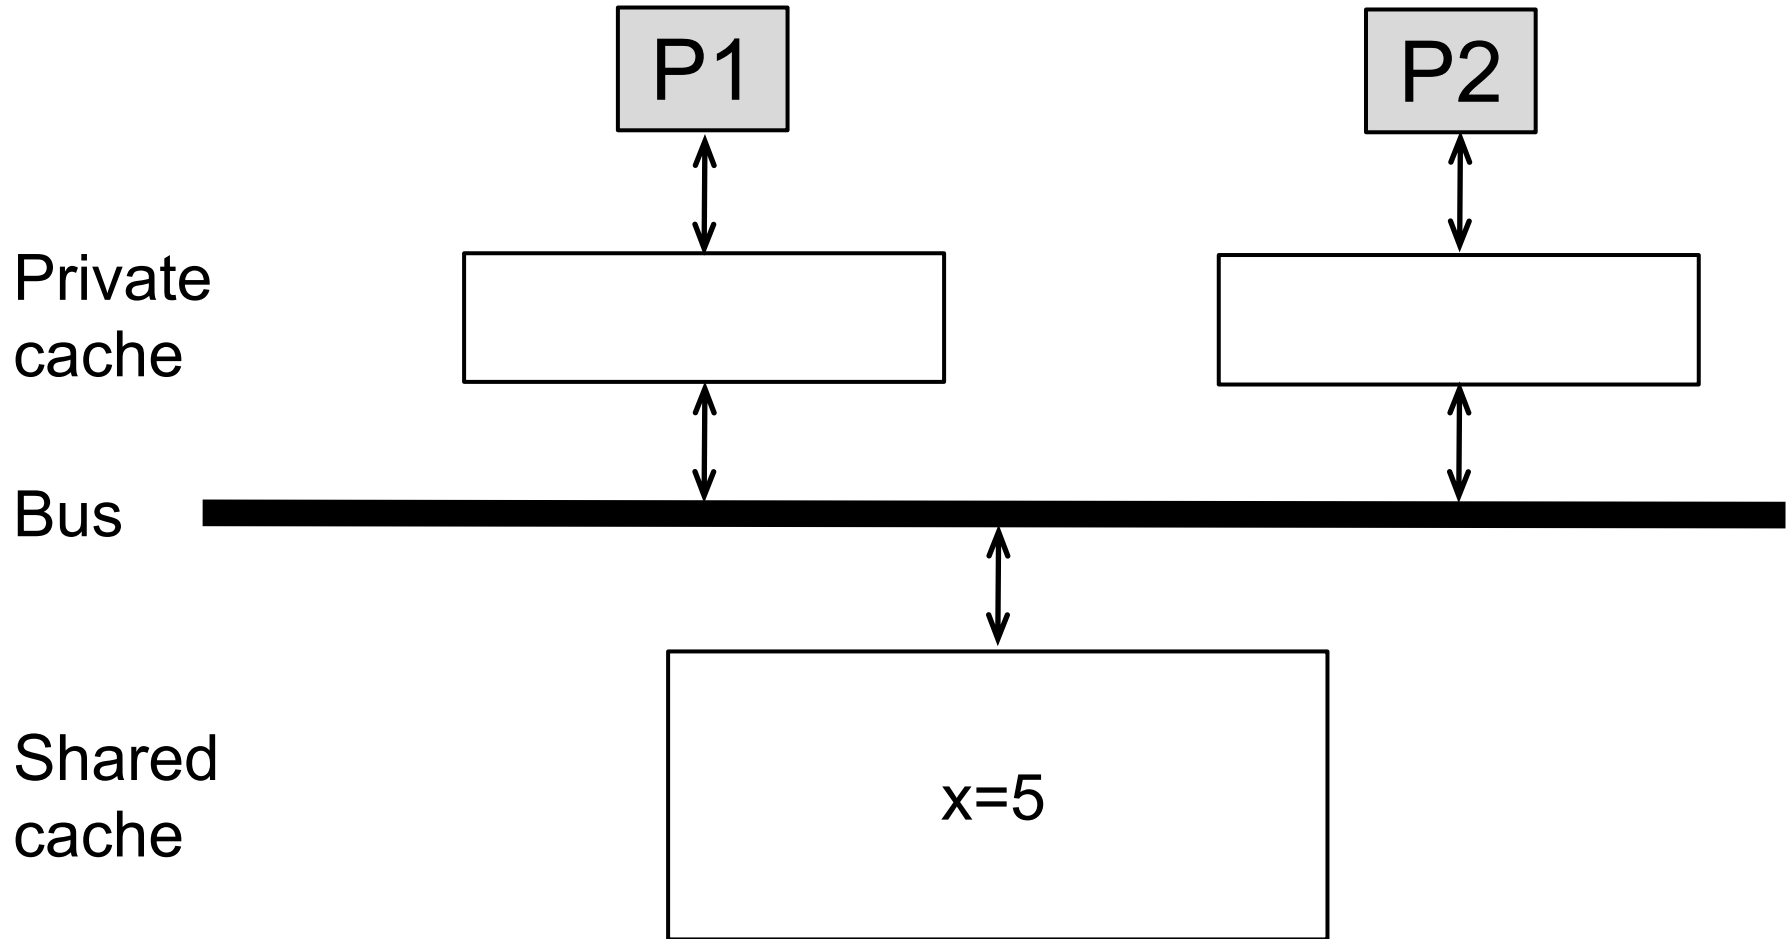 P1
P2
Private
cache
Bus
Shared
cache
x=5